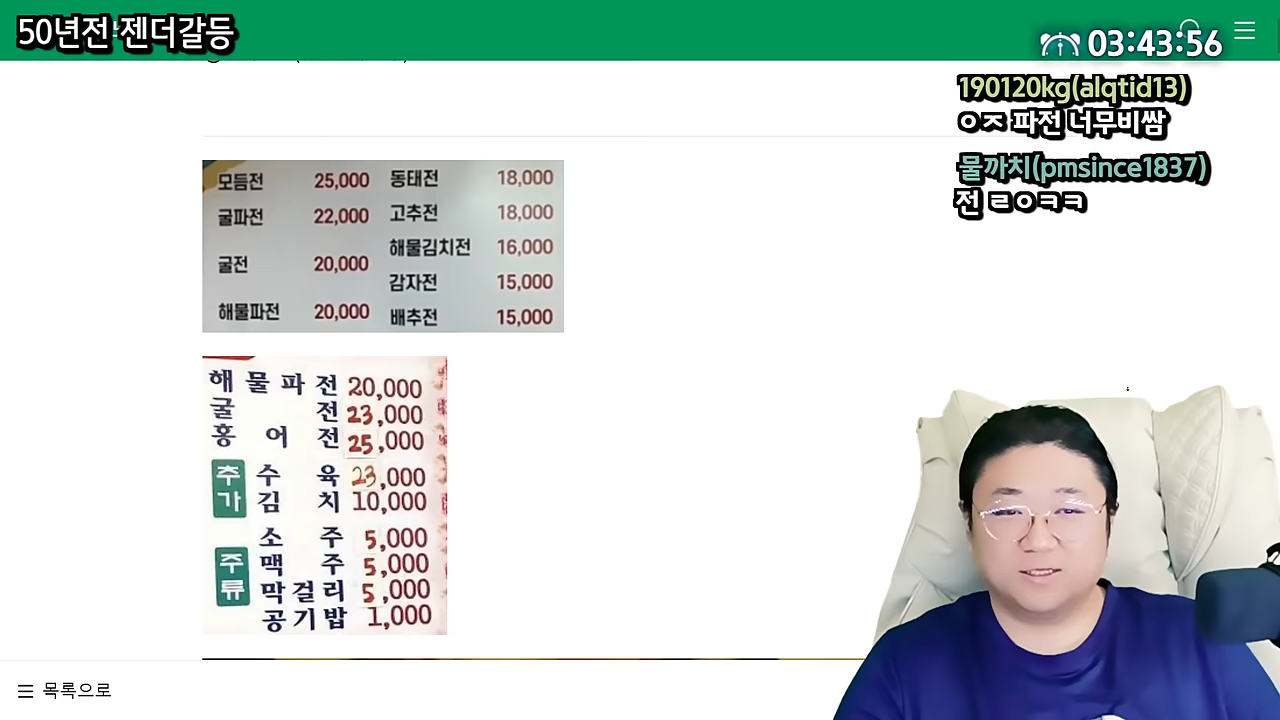 50년전 젠더갈등
03:43:56
190120kg(alqtid13)
ㅇㅈ 파전 너무비쌈
물까치(pmsince1837)
전 ㄹㅇㅋㅋ
모듬전 25,000
굴파전 22,000
굴전 20,000
해물파전 20,000
동태전 18,000
고추전 18,000
해물김치전 16,000
감자전 15,000
배추전 15,000
해물파전 20,000
굴전 23,000
홍어전 25,000
추가
수육 23,000
김치 10,000
주류
소주 5,000
맥주 5,000
막걸리 5,000
공기밥 1,000
목록으로